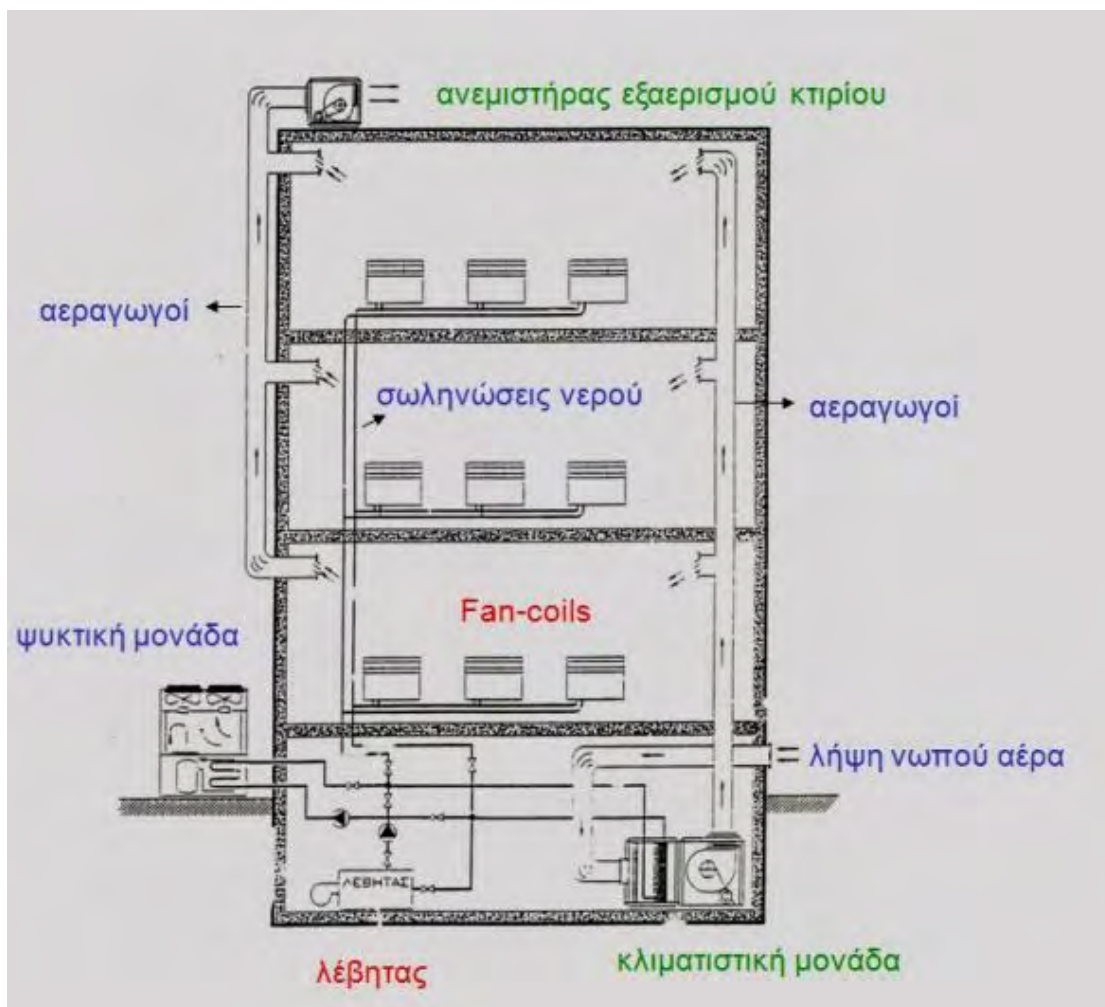 ανεμιστήρας εξαερισμού κτιρίου
αεραγωγοί
σωληνώσεις νερού
αεραγωγοί
Fan-coils
ψυκτική μονάδα
λήψη νωπού αέρα
ΛΕΒΗΤΑΣ
λέβητας
κλιματιστική μονάδα